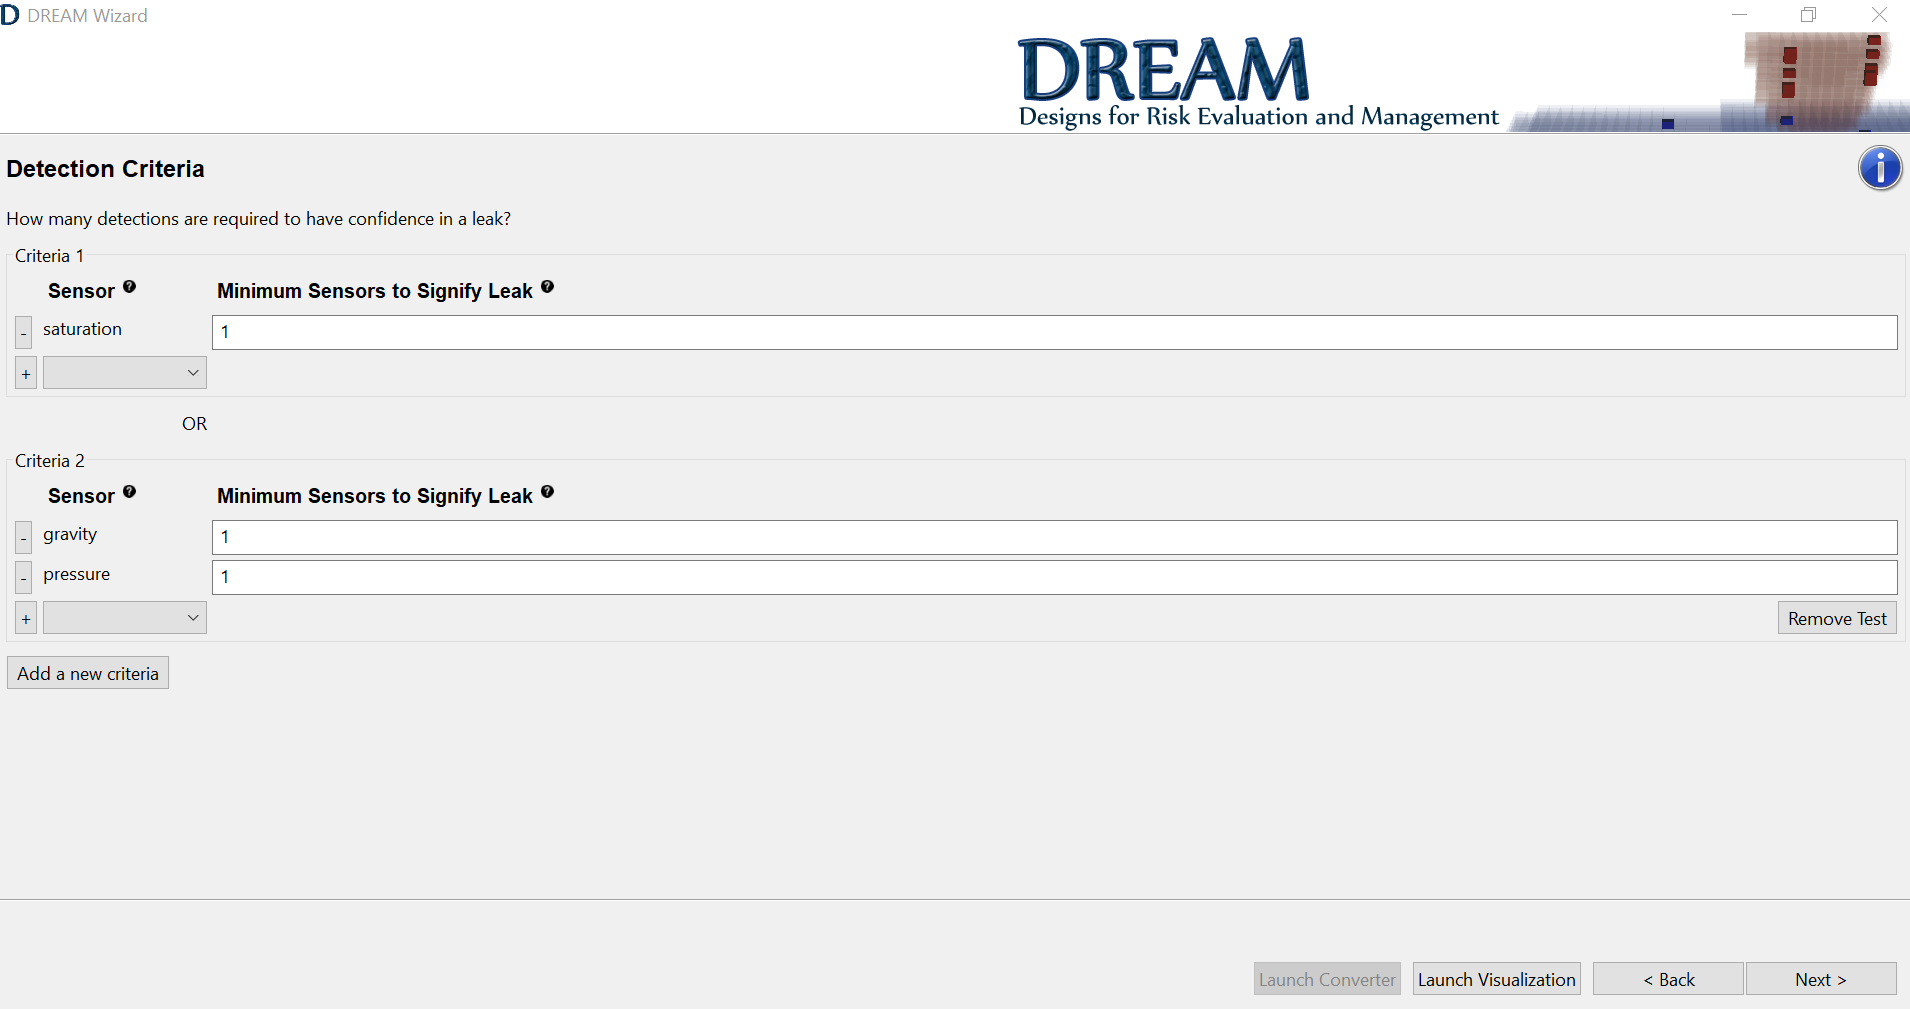 D DREAM Wizard
DREAM
Designs for Risk Evaluation and Management
Detection Criteria
i
How many detections are required to have confidence in a leak?
Criteria 1
Sensor ? Minimum Sensors to Signify Leak ?
- saturation 1
+
OR
Criteria 2
Sensor ? Minimum Sensors to Signify Leak ?
- gravity 1
- pressure 1
+ Remove Test
Add a new criteria
Launch Converter Launch Visualization < Back Next >